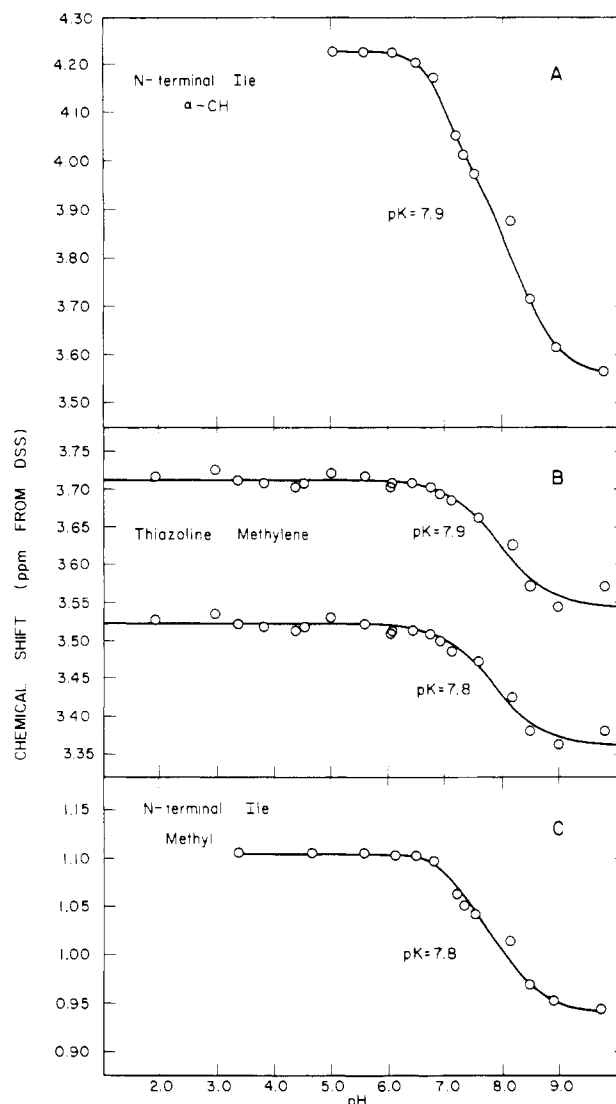 4.30
4.20
4.10
4.00
3.90
3.80
3.70
3.60
3.50
N-terminal Ile
α-CH
A
pK=7.9
3.75
3.70
3.65
3.60
3.55
3.50
3.45
3.40
3.35
B
pK=7.9
Thiazoline Methylene
pK=7.8
1.15
1.10
1.05
1.00
0.95
0.90
N-terminal Ile
Methyl
C
pK=7.8
2.0 3.0 4.0 5.0 6.0 7.0 8.0 9.0
pH
CHEMICAL SHIFT (ppm FROM DSS)